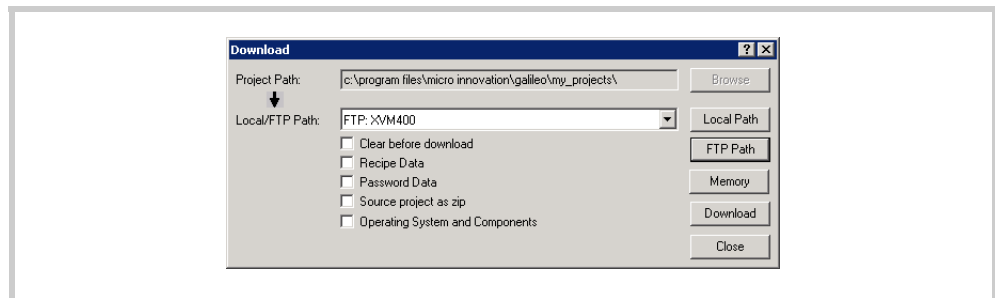 Download
Project Path: c:\program files\micro innovation\galileo\my_projects\ Browse
Local/FTP Path: FTP: XVM400 Local Path
Clear before download
FTP Path
Recipe Data
Password Data
Memory
Source project as zip
Download
Operating System and Components
Close